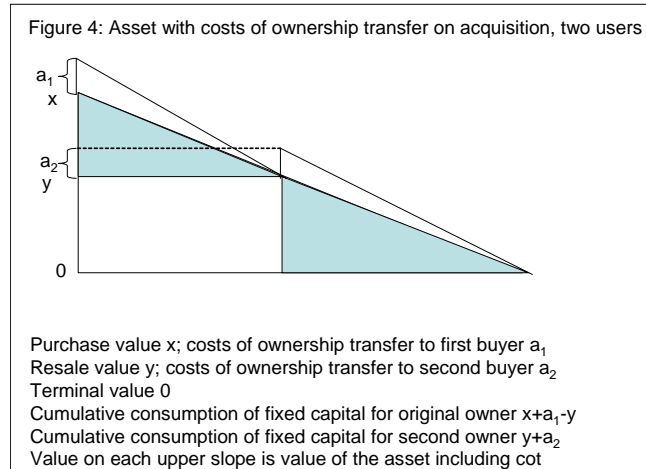 Figure 4: Asset with costs of ownership transfer on acquisition, two users
a₁
x
a₂
y
0
Purchase value x; costs of ownership transfer to first buyer a₁
Resale value y; costs of ownership transfer to second buyer a₂
Terminal value 0
Cumulative consumption of fixed capital for original owner x+a₁-y
Cumulative consumption of fixed capital for second owner y+a₂
Value on each upper slope is value of the asset including cot